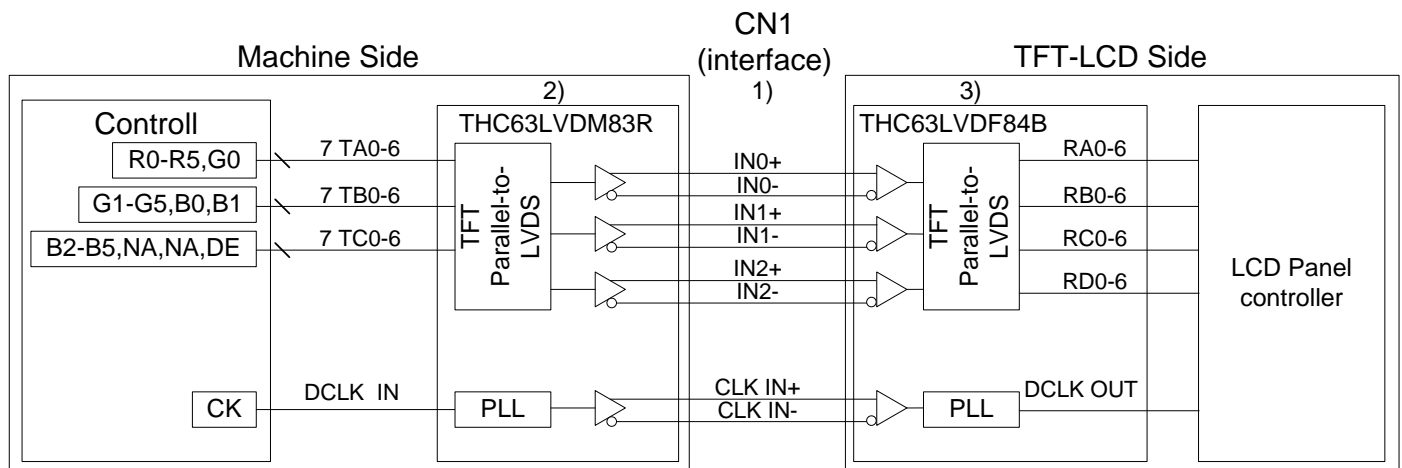 CN1
(interface)
1)
Machine Side
TFT-LCD Side
Controll
R0-R5,G0
G1-G5,B0,B1
B2-B5,NA,NA,DE
CK
7 TA0-6
7 TB0-6
7 TC0-6
DCLK IN
2)
THC63LVDM83R
TFT
Parallel-to-
LVDS
PLL
IN0+
IN0-
IN1+
IN1-
IN2+
IN2-
CLK IN+
CLK IN-
3)
THC63LVDF84B
TFT
Parallel-to-
LVDS
PLL
RA0-6
RB0-6
RC0-6
RD0-6
DCLK OUT
LCD Panel
controller